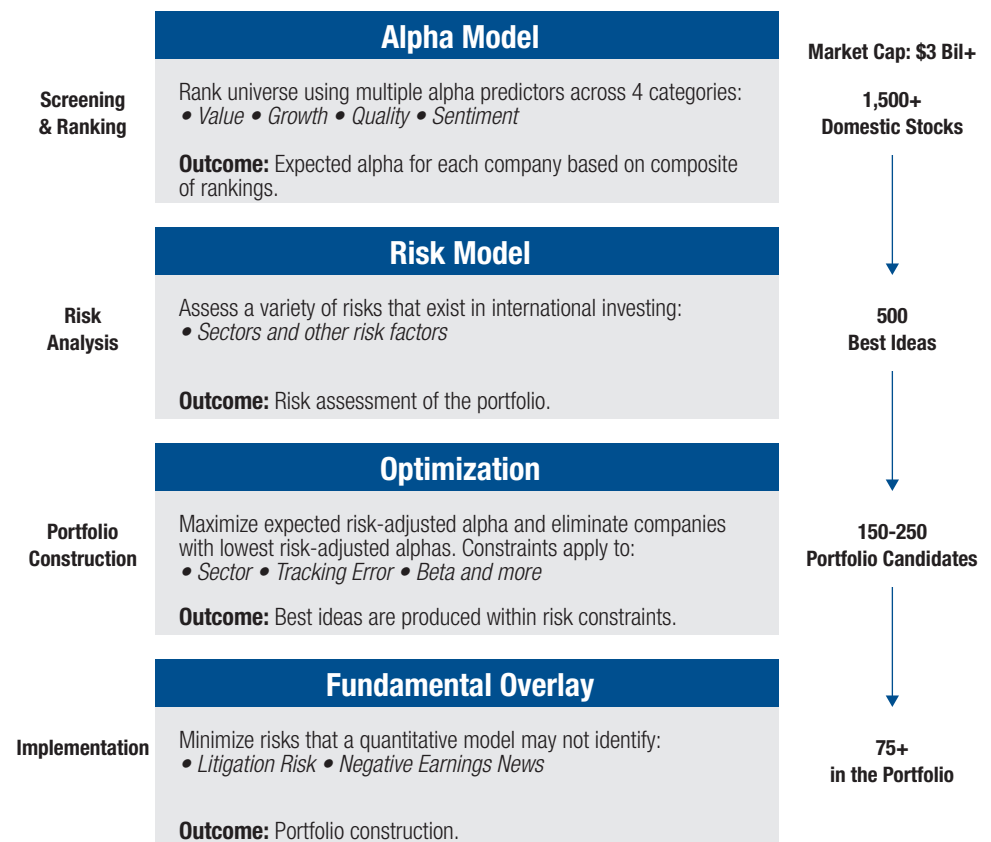 Alpha Model
Market Cap: $3 Bil+
Screening
& Ranking
Rank universe using multiple alpha predictors across 4 categories:
• Value • Growth • Quality • Sentiment
Outcome: Expected alpha for each company based on composite
of rankings.
1,500+
Domestic Stocks
Risk Model
Risk
Analysis
Assess a variety of risks that exist in international investing:
• Sectors and other risk factors
Outcome: Risk assessment of the portfolio.
500
Best Ideas
Optimization
Portfolio
Construction
Maximize expected risk-adjusted alpha and eliminate companies
with lowest risk-adjusted alphas. Constraints apply to:
• Sector • Tracking Error • Beta and more
Outcome: Best ideas are produced within risk constraints.
150-250
Portfolio Candidates
Fundamental Overlay
Implementation
Minimize risks that a quantitative model may not identify:
• Litigation Risk • Negative Earnings News
Outcome: Portfolio construction.
75+
in the Portfolio